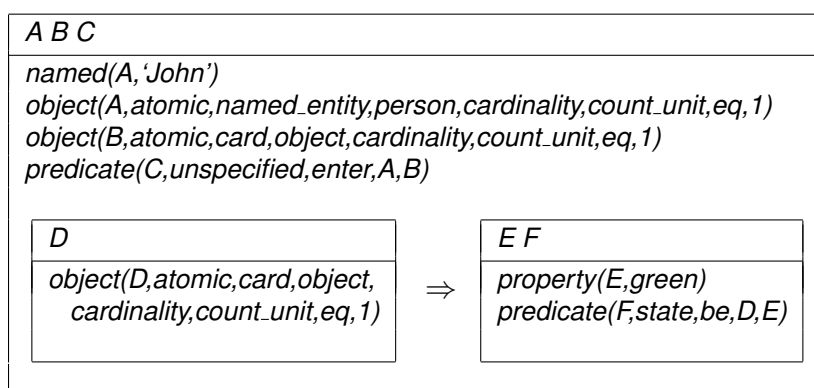 A B C
named(A,‘John’)
object(A,atomic,named_entity,person,cardinality,count_unit,eq,1)
object(B,atomic,card,object,cardinality,count_unit,eq,1)
predicate(C,unspecified,enter,A,B)
D
object(D,atomic,card,object,
cardinality,count_unit,eq,1)
⇒
E F
property(E,green)
predicate(F,state,be,D,E)